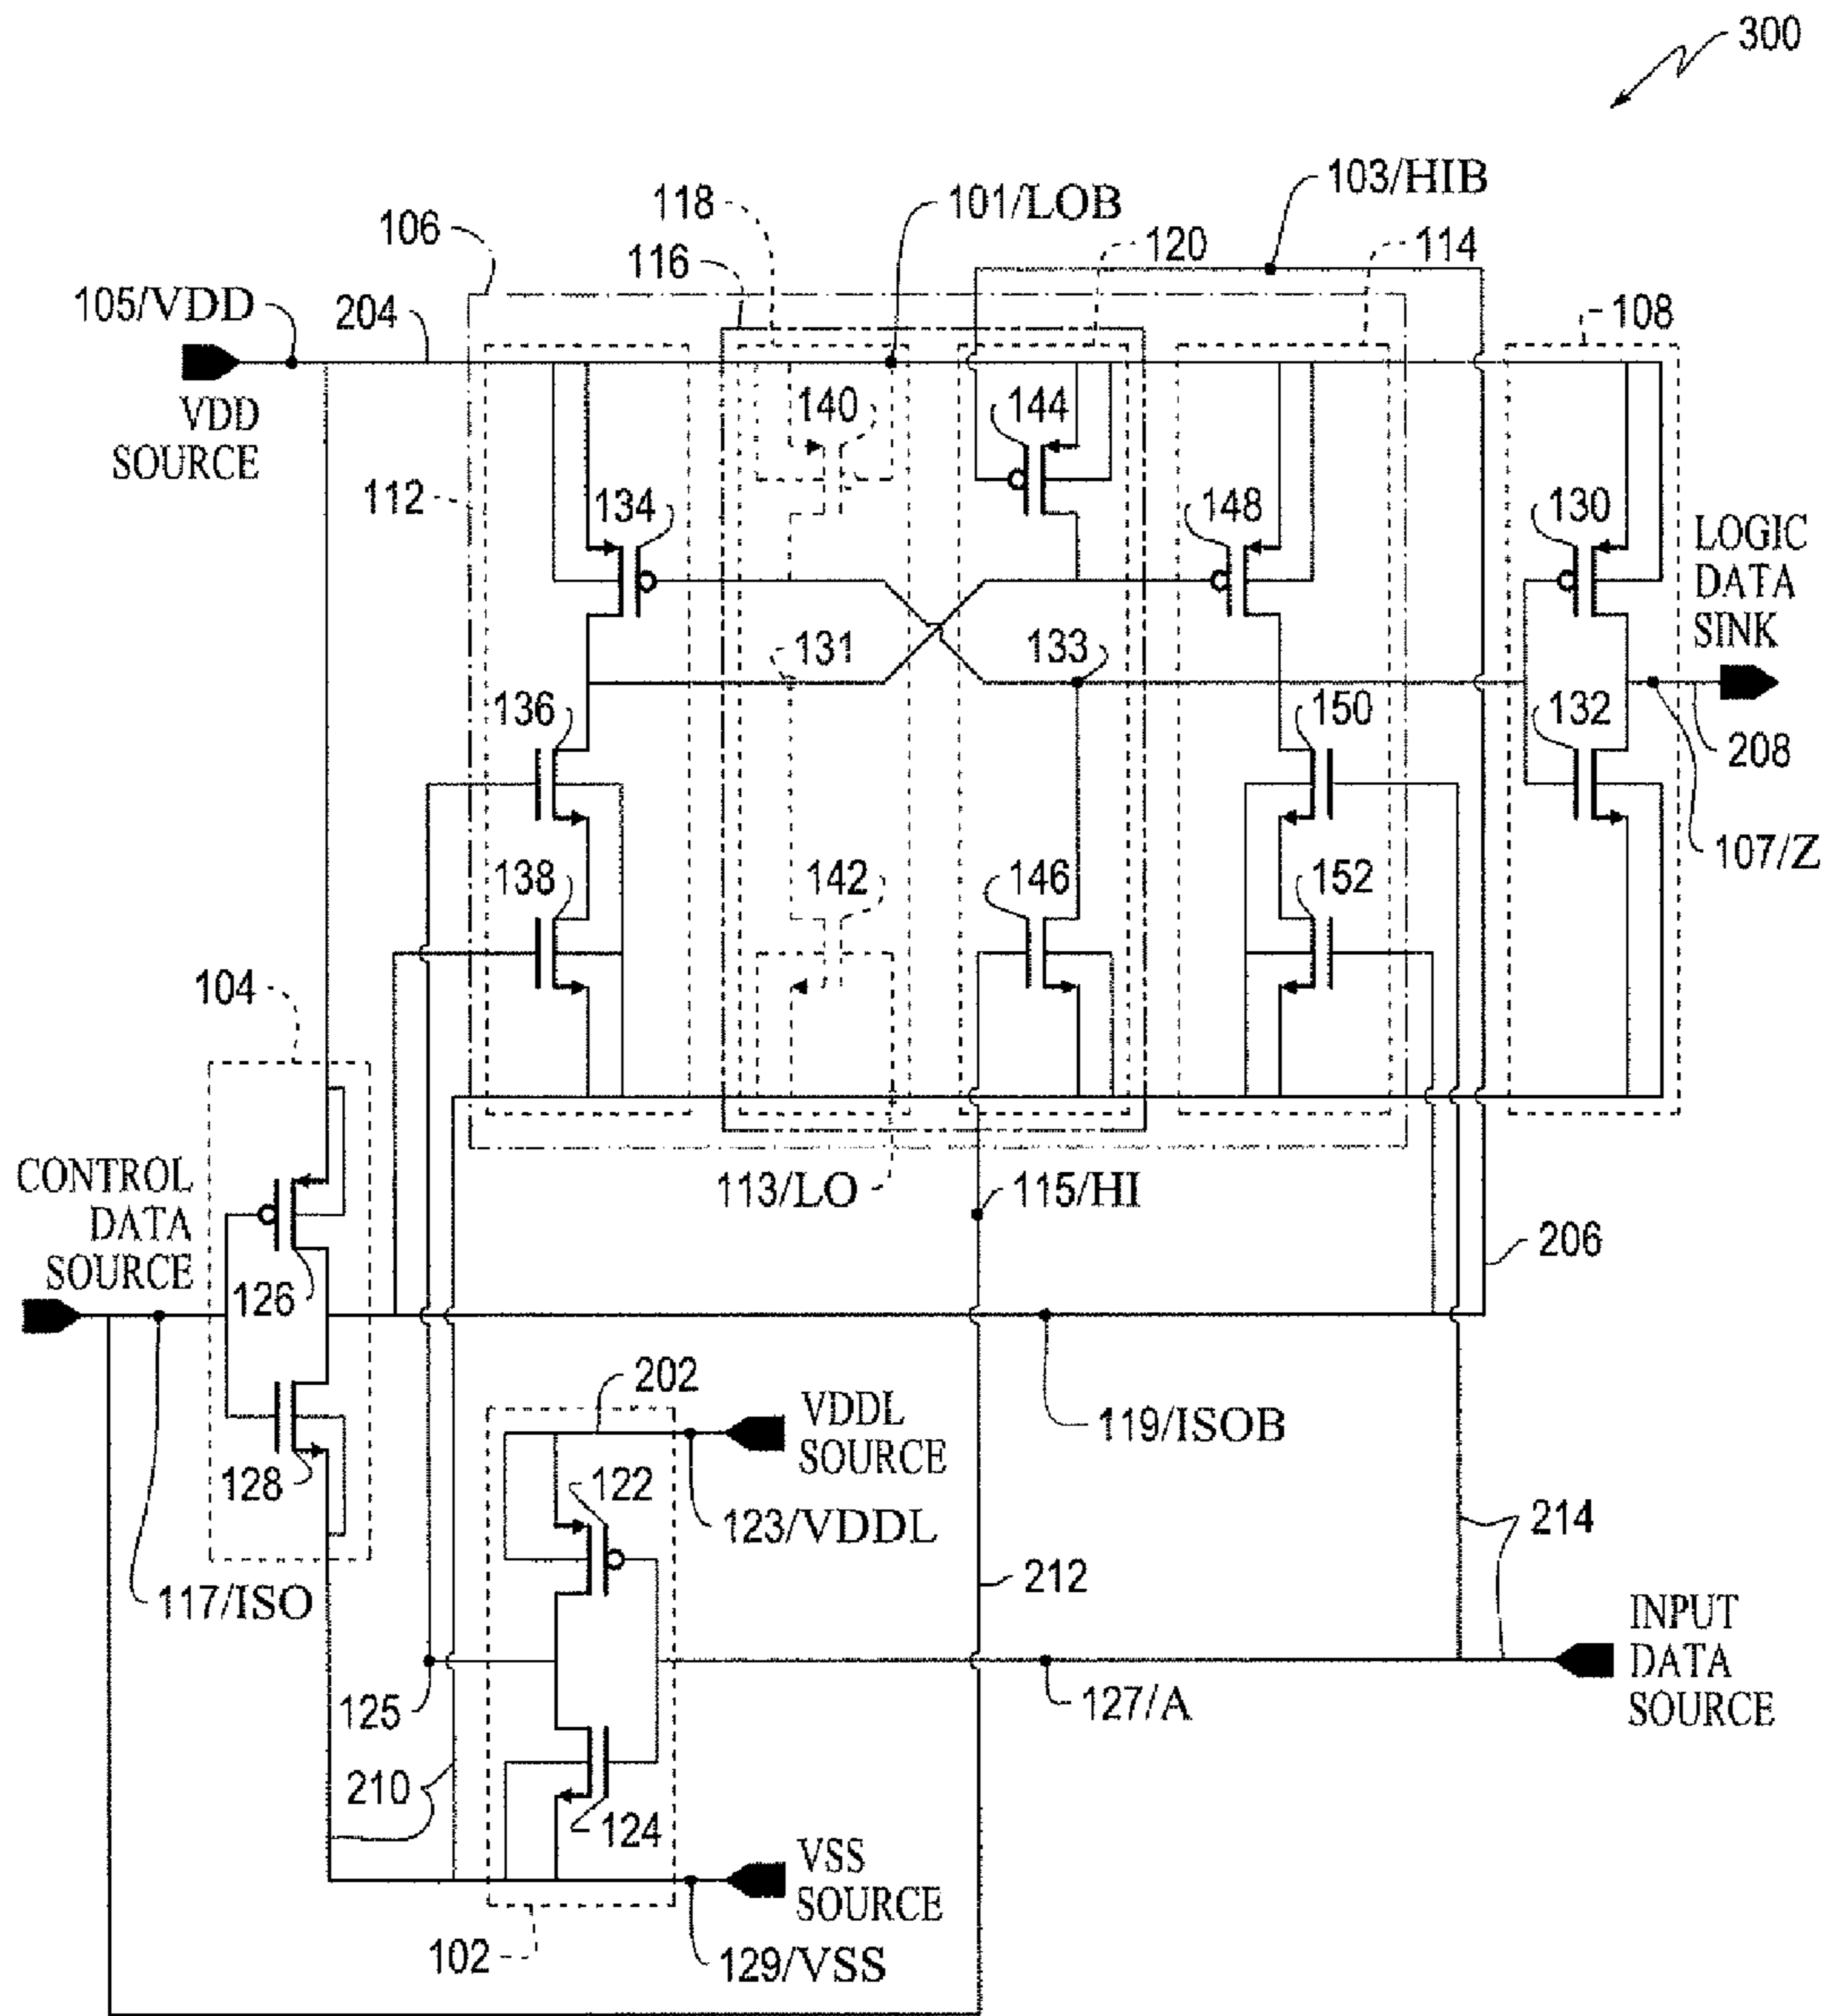 300
103/HIB
118
101/LOB
106
116
120
114
105/VDD
204
108
VDD
SOURCE
140
144
112
134
148
130
LOGIC
DATA
SINK
131
133
136
150
132
208
107/Z
138
142
146
152
104
CONTROL
DATA
SOURCE
113/LO
115/HI
206
126
202
VDDL
SOURCE
119/ISOB
128
122
123/VDDL
214
117/ISO
212
INPUT
DATA
SOURCE
125
127/A
210
124
VSS
SOURCE
102
129/VSS